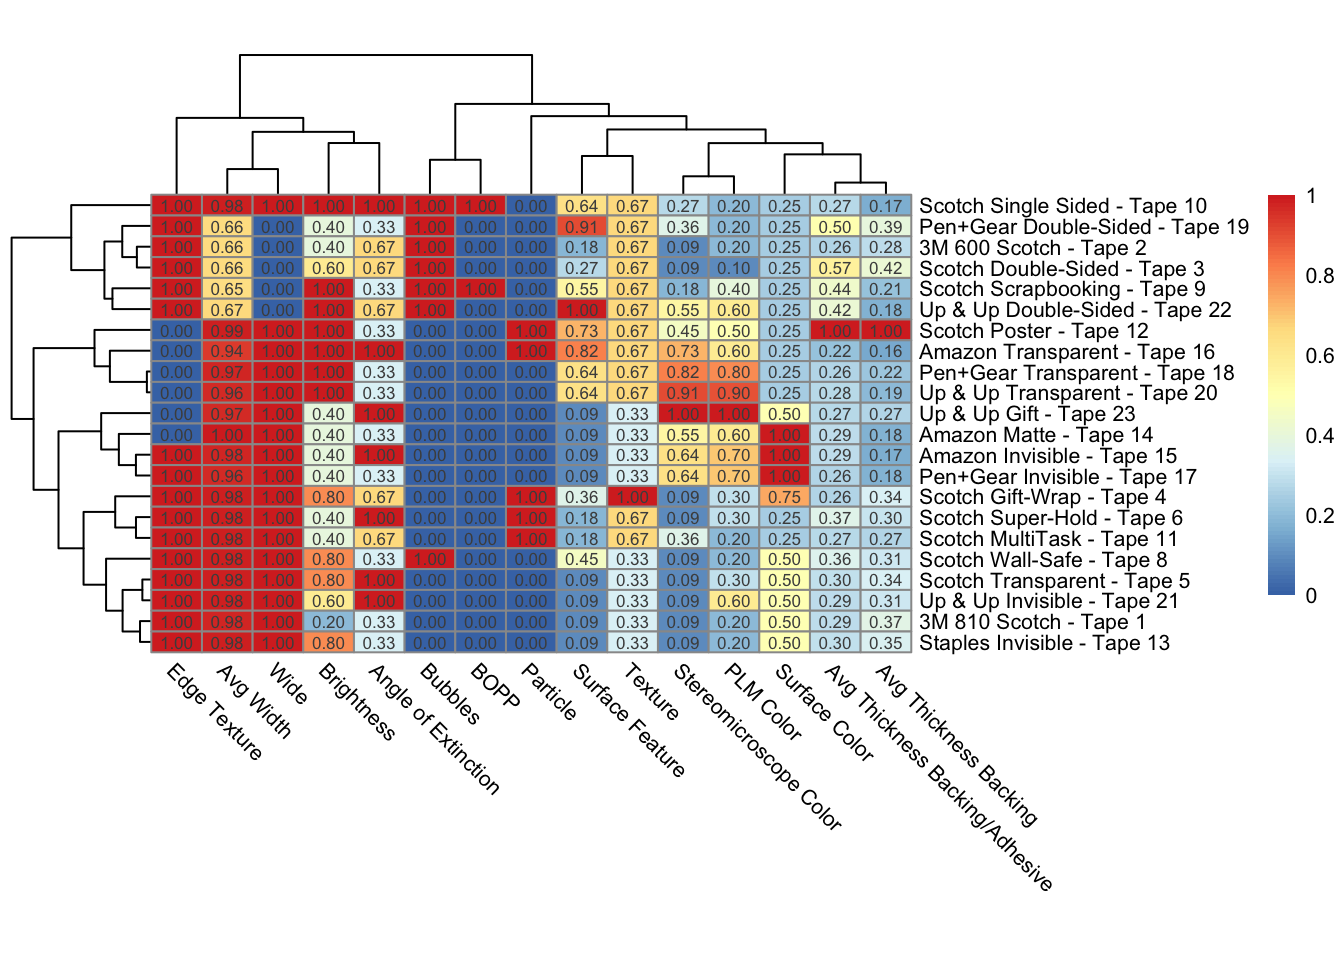 1.00 0.98 1.00 1.00 1.00 1.00 1.00 0.00 0.64 0.67 0.27 0.20 0.25 0.27 0.17 Scotch Single Sided - Tape 10
1.00 0.66 0.00 0.40 0.33 1.00 0.00 0.00 0.91 0.67 0.36 0.20 0.25 0.50 0.39 Pen+Gear Double-Sided - Tape 19
1.00 0.66 0.00 0.40 0.67 1.00 0.00 0.00 0.18 0.67 0.09 0.20 0.25 0.26 0.28 3M 600 Scotch - Tape 2
1.00 0.66 0.00 0.60 0.67 1.00 0.00 0.00 0.27 0.67 0.09 0.10 0.25 0.57 0.42 Scotch Double-Sided - Tape 3
1.00 0.65 0.00 1.00 0.33 1.00 1.00 0.00 0.55 0.67 0.18 0.40 0.25 0.44 0.21 Scotch Scrapbooking - Tape 9
1.00 0.67 0.00 1.00 0.67 1.00 0.00 0.00 1.00 0.67 0.55 0.60 0.25 0.42 0.18 Up & Up Double-Sided - Tape 22
0.00 0.99 1.00 1.00 0.33 0.00 0.00 1.00 0.73 0.67 0.45 0.50 0.25 1.00 1.00 Scotch Poster - Tape 12
0.00 0.94 1.00 1.00 1.00 0.00 0.00 1.00 0.82 0.67 0.73 0.60 0.25 0.22 0.16 Amazon Transparent - Tape 16
0.00 0.97 1.00 1.00 0.33 0.00 0.00 0.00 0.64 0.67 0.82 0.80 0.25 0.26 0.22 Pen+Gear Transparent - Tape 18
0.00 0.96 1.00 1.00 0.33 0.00 0.00 0.00 0.64 0.67 0.91 0.90 0.25 0.28 0.19 Up & Up Transparent - Tape 20
0.00 0.97 1.00 0.40 1.00 0.00 0.00 0.00 0.09 0.33 1.00 1.00 0.50 0.27 0.27 Up & Up Gift - Tape 23
0.00 1.00 1.00 0.40 0.33 0.00 0.00 0.00 0.09 0.33 0.55 0.60 1.00 0.29 0.18 Amazon Matte - Tape 14
1.00 0.98 1.00 0.40 1.00 0.00 0.00 0.00 0.09 0.33 0.64 0.70 1.00 0.29 0.17 Amazon Invisible - Tape 15
1.00 0.96 1.00 0.40 0.33 0.00 0.00 0.00 0.09 0.33 0.64 0.70 1.00 0.26 0.18 Pen+Gear Invisible - Tape 17
1.00 0.98 1.00 0.80 0.67 0.00 0.00 1.00 0.36 1.00 0.09 0.30 0.75 0.26 0.34 Scotch Gift-Wrap - Tape 4
1.00 0.98 1.00 0.40 1.00 0.00 0.00 1.00 0.18 0.67 0.09 0.30 0.25 0.37 0.30 Scotch Super-Hold - Tape 6
1.00 0.98 1.00 0.40 0.67 0.00 0.00 1.00 0.18 0.67 0.36 0.20 0.25 0.27 0.27 Scotch MultiTask - Tape 11
1.00 0.98 1.00 0.80 0.33 1.00 0.00 0.00 0.45 0.33 0.09 0.20 0.50 0.36 0.31 Scotch Wall-Safe - Tape 8
1.00 0.98 1.00 0.80 1.00 0.00 0.00 0.00 0.09 0.33 0.09 0.30 0.50 0.30 0.34 Scotch Transparent - Tape 5
1.00 0.98 1.00 0.60 1.00 0.00 0.00 0.00 0.09 0.33 0.09 0.60 0.50 0.29 0.31 Up & Up Invisible - Tape 21
1.00 0.98 1.00 0.20 0.33 0.00 0.00 0.00 0.09 0.33 0.09 0.20 0.50 0.29 0.37 3M 810 Scotch - Tape 1
1.00 0.98 1.00 0.80 0.33 0.00 0.00 0.00 0.09 0.33 0.09 0.20 0.50 0.30 0.35 Staples Invisible - Tape 13
Edge Texture
Avg Width
Wide
Brightness
Angle of Extinction
Bubbles
BOPP
Particle
Surface Feature
Texture
Stereomicroscope Color
PLM Color
Surface Color
Avg Thickness Backing/Adhesive
Avg Thickness Backing
1
0.8
0.6
0.4
0.2
0